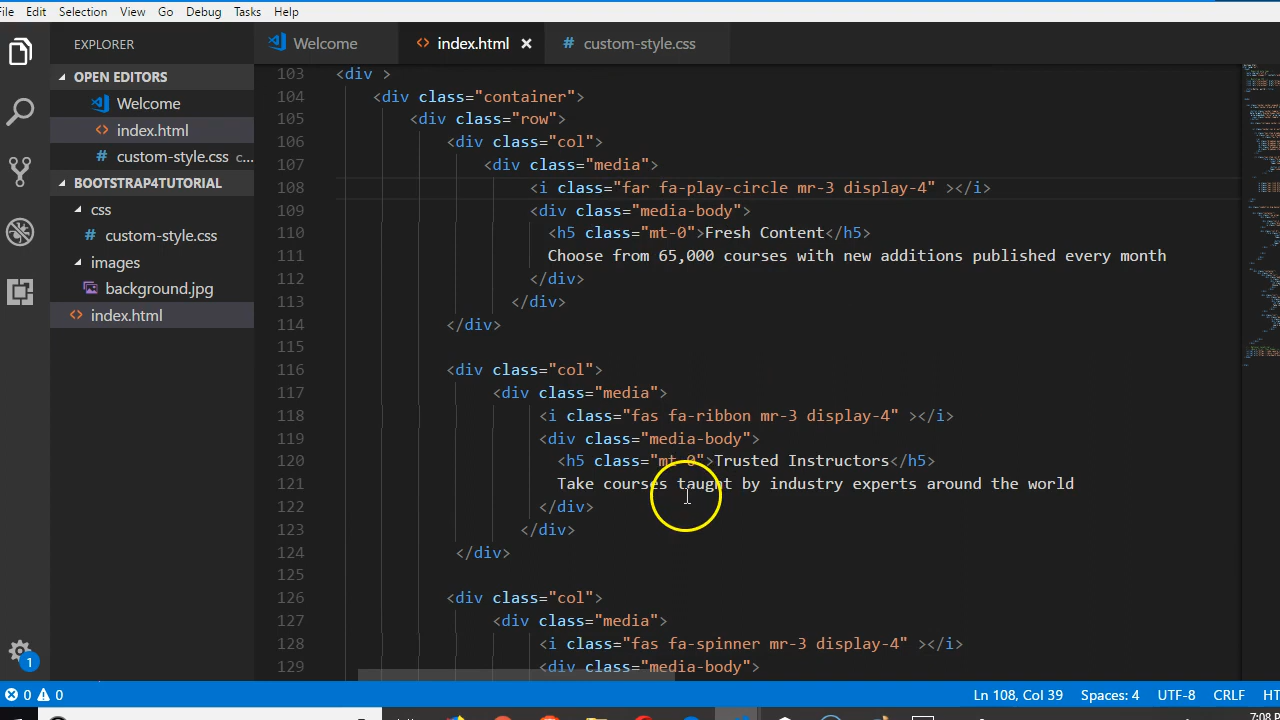 File Edit Selection View Go Debug Tasks Help
EXPLORER
OPEN EDITORS
Welcome
index.html
custom-style.css c...
BOOTSTRAP4TUTORIAL
css
custom-style.css
images
background.jpg
index.html
1
Welcome index.html custom-style.css
103 <div >
104 <div class="container">
105 <div class="row">
106 <div class="col">
107 <div class="media">
108 <i class="far fa-play-circle mr-3 display-4" ></i>
109 <div class="media-body">
110 <h5 class="mt-0">Fresh Content</h5>
111 Choose from 65,000 courses with new additions published every month
112 </div>
113 </div>
114 </div>
115
116 <div class="col">
117 <div class="media">
118 <i class="fas fa-ribbon mr-3 display-4" ></i>
119 <div class="media-body">
120 <h5 class="mt-0">Trusted Instructors</h5>
121 Take courses taught by industry experts around the world
122 </div>
123 </div>
124 </div>
125
126 <div class="col">
127 <div class="media">
128 <i class="fas fa-spinner mr-3 display-4" ></i>
129 <div class="media-body">
0 0 Ln 108, Col 39 Spaces: 4 UTF-8 CRLF HT
7:08 P